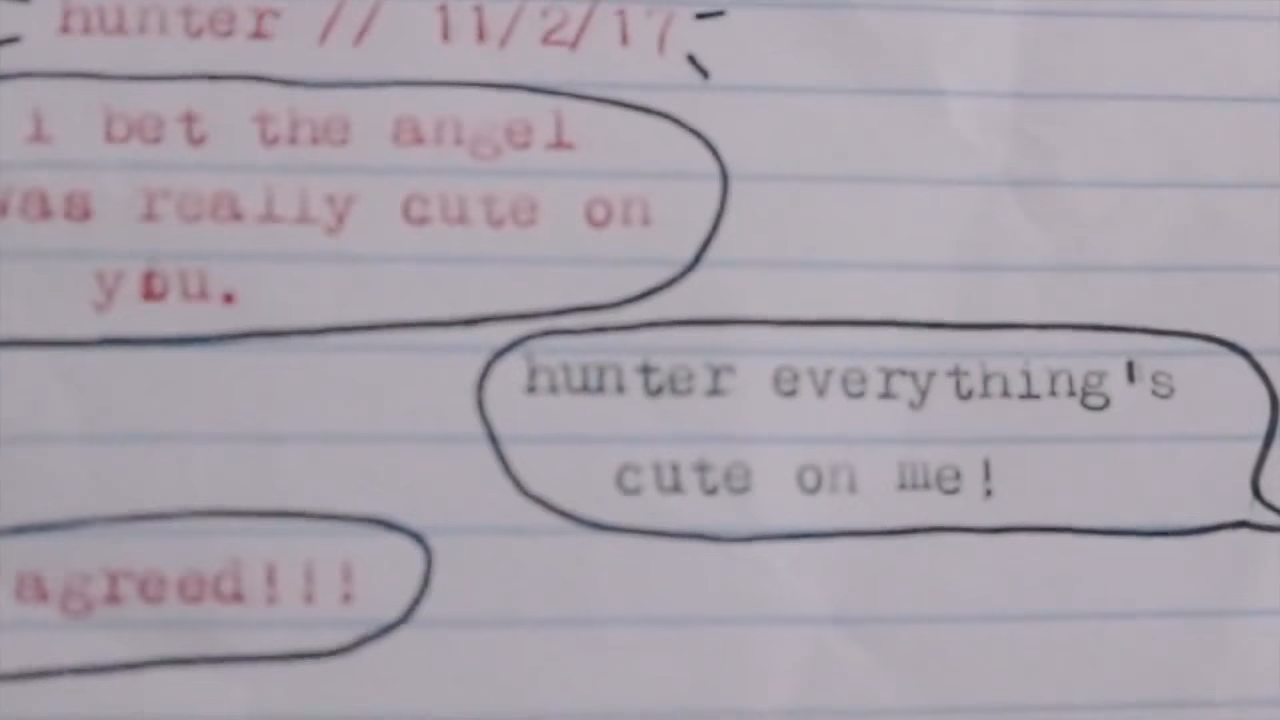 hunter // 11/2/17
i bet the angel
was really cute on
you.
hunter everything's
cute on me!
agreed!!!